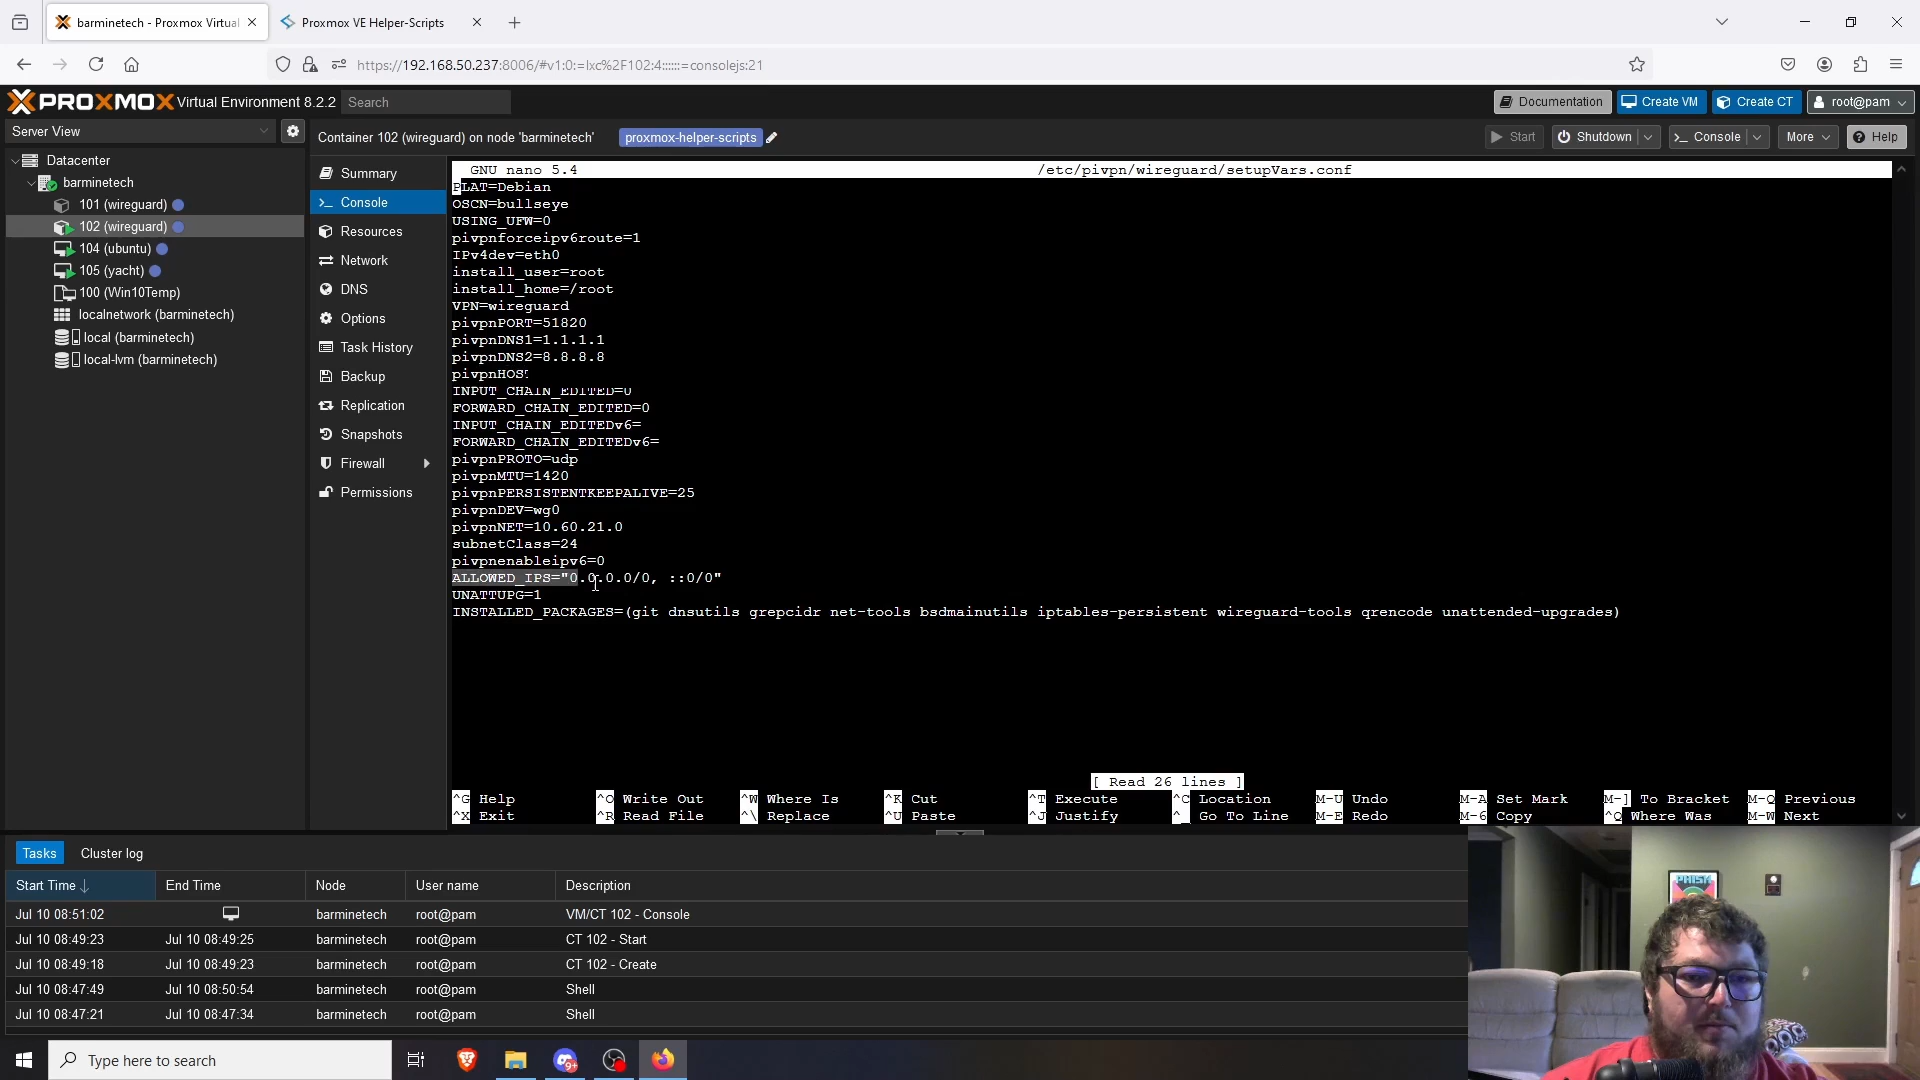 barminetech - Proxmox Virtual
Proxmox VE Helper-Scripts
https://192.168.50.237:8006/#v1:0:=lxc%2F102:4::::::=consolejs:21
PROXMOX Virtual Environment 8.2.2
Search
Documentation
Create VM
Create CT
root@pam
Server View
Container 102 (wireguard) on node 'barminetech'
proxmox-helper-scripts
Start
Shutdown
Console
More
Help
Datacenter
barminetech
101 (wireguard)
102 (wireguard)
104 (ubuntu)
105 (yacht)
100 (Win10Temp)
localnetwork (barminetech)
local (barminetech)
local-lvm (barminetech)
Summary
Console
Resources
Network
DNS
Options
Task History
Backup
Replication
Snapshots
Firewall
Permissions
GNU nano 5.4 /etc/pivpn/wireguard/setupVars.conf
PLAT=Debian
OSCN=bullseye
USING_UFW=0
pivpnforceipv6route=1
IPv4dev=eth0
install_user=root
install_home=/root
VPN=wireguard
pivpnPORT=51820
pivpnDNS1=1.1.1.1
pivpnDNS2=8.8.8.8
pivpnHOST
INPUT_CHAIN_EDITED=0
FORWARD_CHAIN_EDITED=0
INPUT_CHAIN_EDITEDv6=
FORWARD_CHAIN_EDITEDv6=
pivpnPROTO=udp
pivpnMTU=1420
pivpnPERSISTENTKEEPALIVE=25
pivpnDEV=wg0
pivpnNET=10.60.21.0
subnetClass=24
pivpnenableipv6=0
ALLOWED_IPS="0.0.0.0/0, ::0/0"
UNATTUPG=1
INSTALLED_PACKAGES=(git dnsutils grepcidr net-tools bsdmainutils iptables-persistent wireguard-tools qrencode unattended-upgrades)
[ Read 26 lines ]
^G Help ^O Write Out ^W Where Is ^K Cut ^T Execute ^C Location M-U Undo M-A Set Mark M-] To Bracket M-Q Previous
^X Exit ^R Read File ^\ Replace ^U Paste ^J Justify ^_ Go To Line M-E Redo M-6 Copy ^Q Where Was M-W Next
Tasks Cluster log
Start Time End Time Node User name Description
Jul 10 08:51:02 barminetech root@pam VM/CT 102 - Console
Jul 10 08:49:23 Jul 10 08:49:25 barminetech root@pam CT 102 - Start
Jul 10 08:49:18 Jul 10 08:49:23 barminetech root@pam CT 102 - Create
Jul 10 08:47:49 Jul 10 08:50:54 barminetech root@pam Shell
Jul 10 08:47:21 Jul 10 08:47:34 barminetech root@pam Shell
PHISH
Type here to search